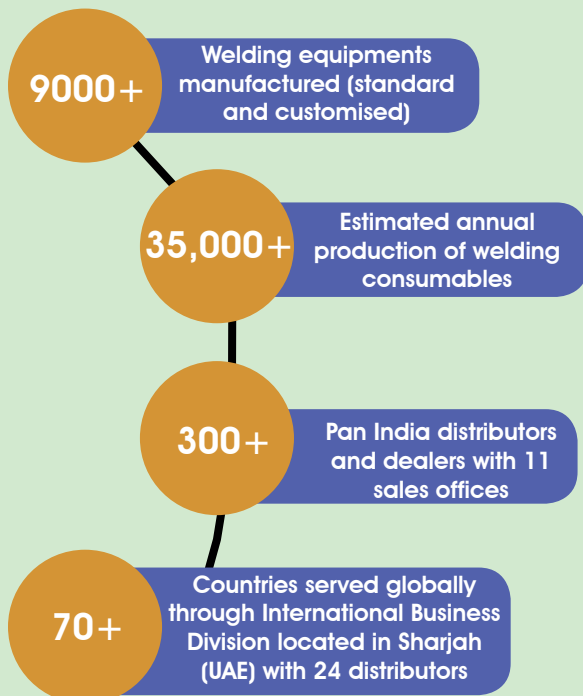 9000+
Welding equipments
manufactured (standard
and customised)
35,000+
Estimated annual
production of welding
consumables
300+
Pan India distributors
and dealers with 11
sales offices
70+
Countries served globally
through International Business
Division located in Sharjah
(UAE) with 24 distributors